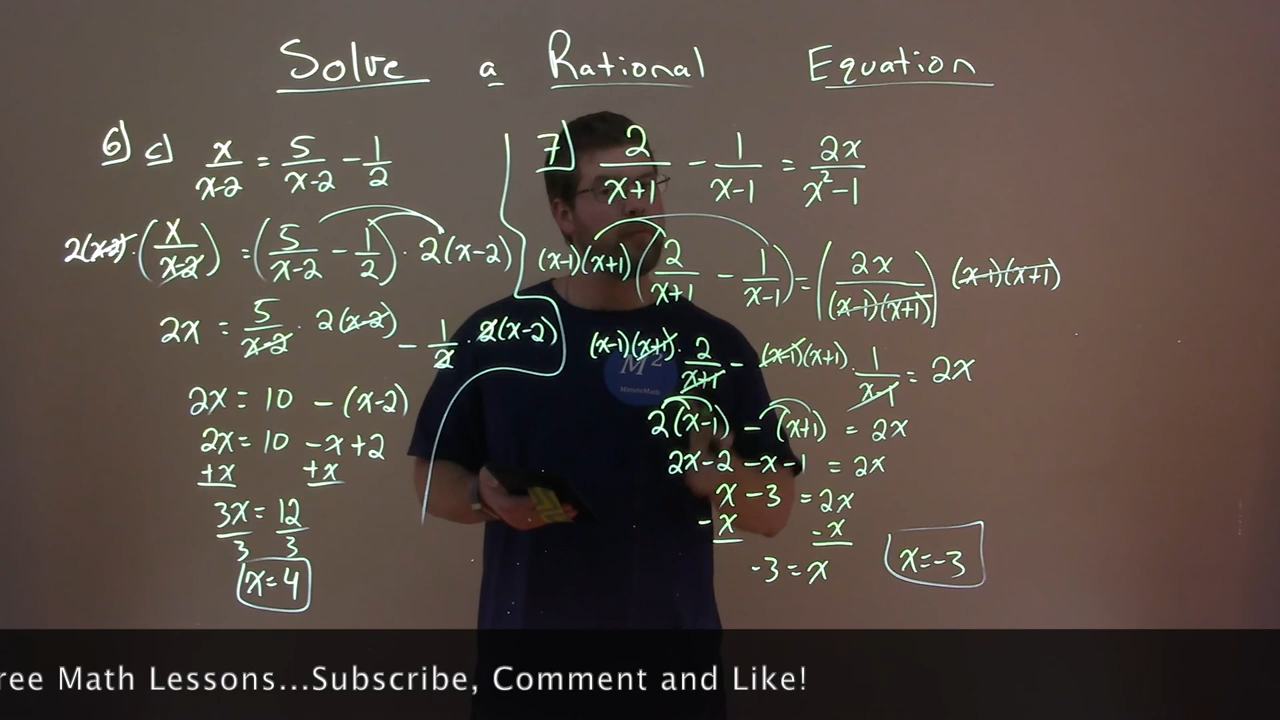 Solve a Rational Equation
6) c) x/(x-2) = 5/(x-2) - 1/2
2(x-2)·(x/(x-2)) = (5/(x-2) - 1/2)·2(x-2)
2x = 5/(x-2) · 2(x-2) - 1/2 · 2(x-2)
2x = 10 - (x-2)
2x = 10 - x + 2
+x +x
3x = 12
3 3
x = 4
7) 2/(x+1) - 1/(x-1) = 2x/(x²-1)
(x-1)(x+1)(2/(x+1) - 1/(x-1)) = (2x/((x-1)(x+1))) (x-1)(x+1)
(x-1)(x+1)· 2/(x+1) - (x-1)(x+1)· 1/(x-1) = 2x
2(x-1) - (x+1) = 2x
2x-2 -x-1 = 2x
x - 3 = 2x
-x -x
-3 = x
x = -3
M²
MinuteMath
ree Math Lessons...Subscribe, Comment and Like!